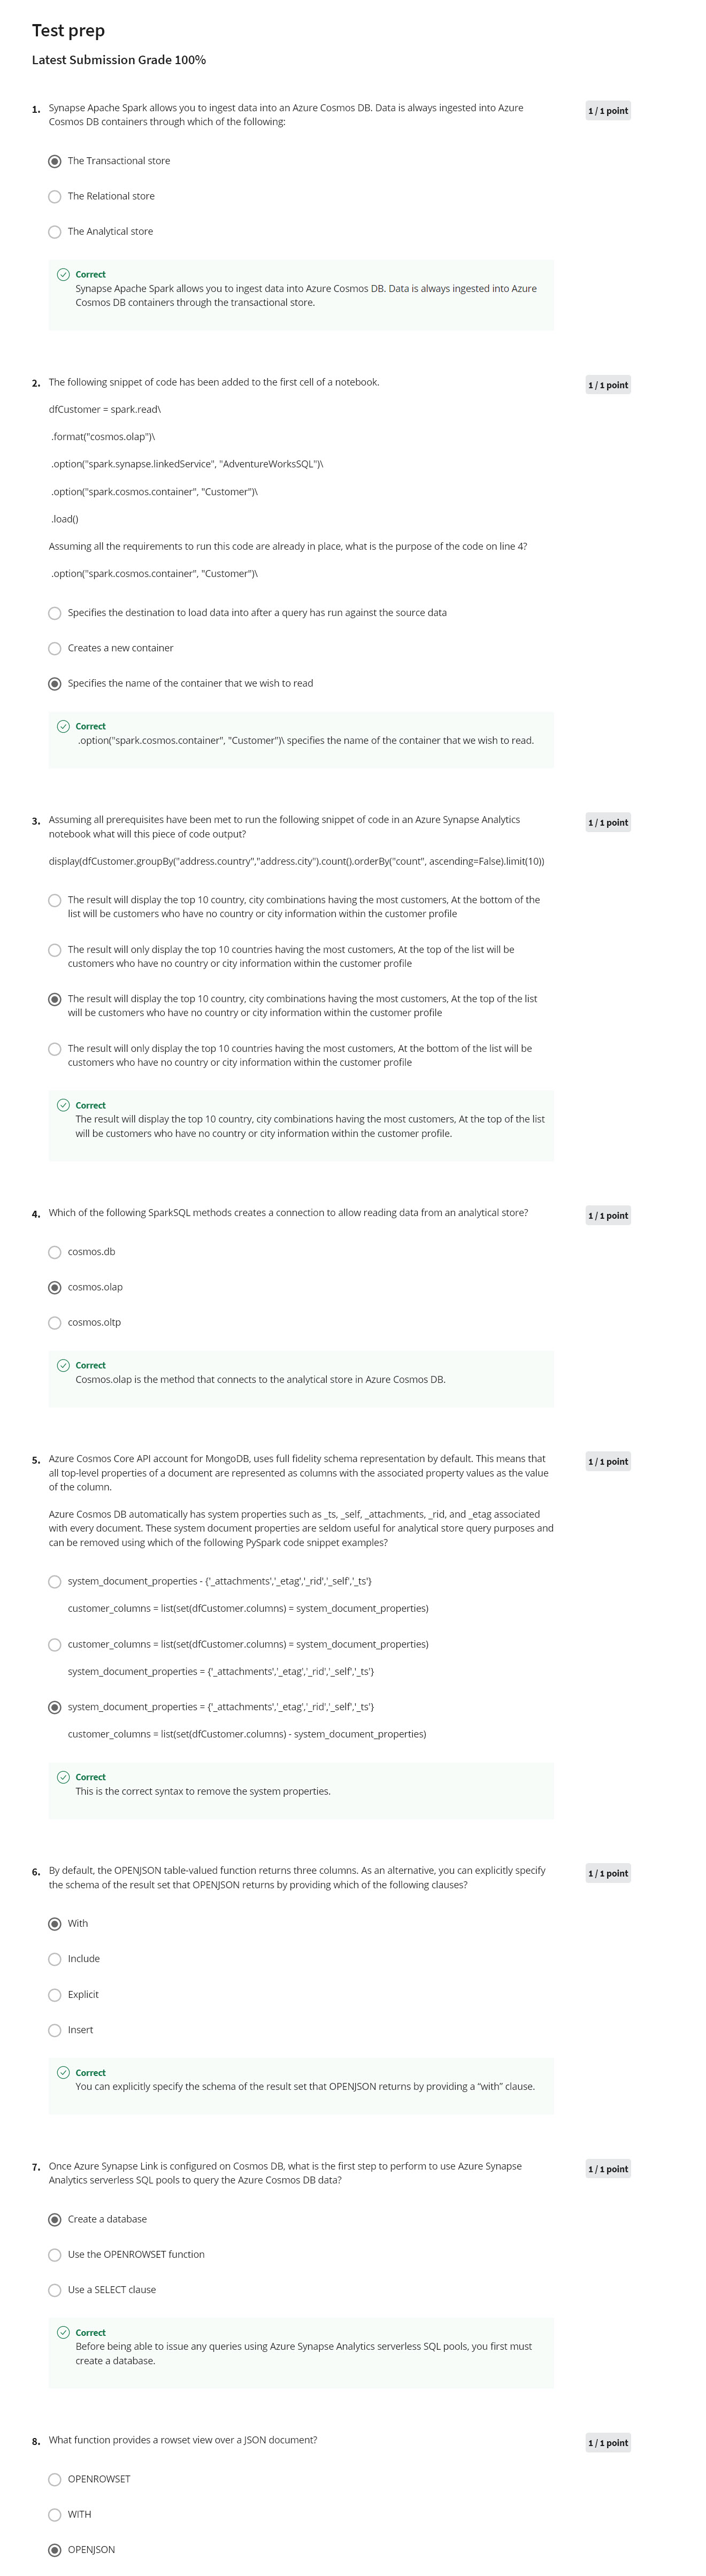 Test prep
Latest Submission Grade 100%
1. Synapse Apache Spark allows you to ingest data into an Azure Cosmos DB. Data is always ingested into Azure
Cosmos DB containers through which of the following:
1 / 1 point
The Transactional store
The Relational store
The Analytical store
Correct
Synapse Apache Spark allows you to ingest data into Azure Cosmos DB. Data is always ingested into Azure
Cosmos DB containers through the transactional store.
2. The following snippet of code has been added to the first cell of a notebook.
1 / 1 point
dfCustomer = spark.read\
.format("cosmos.olap")\
.option("spark.synapse.linkedService", "AdventureWorksSQL")\
.option("spark.cosmos.container", "Customer")\
.load()
Assuming all the requirements to run this code are already in place, what is the purpose of the code on line 4?
.option("spark.cosmos.container", "Customer")\
Specifies the destination to load data into after a query has run against the source data
Creates a new container
Specifies the name of the container that we wish to read
Correct
.option("spark.cosmos.container", "Customer")\ specifies the name of the container that we wish to read.
3. Assuming all prerequisites have been met to run the following snippet of code in an Azure Synapse Analytics
notebook what will this piece of code output?
1 / 1 point
display(dfCustomer.groupBy("address.country","address.city").count().orderBy("count", ascending=False).limit(10))
The result will display the top 10 country, city combinations having the most customers, At the bottom of the
list will be customers who have no country or city information within the customer profile
The result will only display the top 10 countries having the most customers, At the top of the list will be
customers who have no country or city information within the customer profile
The result will display the top 10 country, city combinations having the most customers, At the top of the list
will be customers who have no country or city information within the customer profile
The result will only display the top 10 countries having the most customers, At the bottom of the list will be
customers who have no country or city information within the customer profile
Correct
The result will display the top 10 country, city combinations having the most customers, At the top of the list
will be customers who have no country or city information within the customer profile.
4. Which of the following SparkSQL methods creates a connection to allow reading data from an analytical store?
1 / 1 point
cosmos.db
cosmos.olap
cosmos.oltp
Correct
Cosmos.olap is the method that connects to the analytical store in Azure Cosmos DB.
5. Azure Cosmos Core API account for MongoDB, uses full fidelity schema representation by default. This means that
all top-level properties of a document are represented as columns with the associated property values as the value
of the column.
1 / 1 point
Azure Cosmos DB automatically has system properties such as _ts, _self, _attachments, _rid, and _etag associated
with every document. These system document properties are seldom useful for analytical store query purposes and
can be removed using which of the following PySpark code snippet examples?
system_document_properties - {'_attachments','_etag','_rid','_self','_ts'}
customer_columns = list(set(dfCustomer.columns) = system_document_properties)
customer_columns = list(set(dfCustomer.columns) = system_document_properties)
system_document_properties = {'_attachments','_etag','_rid','_self','_ts'}
system_document_properties = {'_attachments','_etag','_rid','_self','_ts'}
customer_columns = list(set(dfCustomer.columns) - system_document_properties)
Correct
This is the correct syntax to remove the system properties.
6. By default, the OPENJSON table-valued function returns three columns. As an alternative, you can explicitly specify
the schema of the result set that OPENJSON returns by providing which of the following clauses?
1 / 1 point
With
Include
Explicit
Insert
Correct
You can explicitly specify the schema of the result set that OPENJSON returns by providing a “with” clause.
7. Once Azure Synapse Link is configured on Cosmos DB, what is the first step to perform to use Azure Synapse
Analytics serverless SQL pools to query the Azure Cosmos DB data?
1 / 1 point
Create a database
Use the OPENROWSET function
Use a SELECT clause
Correct
Before being able to issue any queries using Azure Synapse Analytics serverless SQL pools, you first must
create a database.
8. What function provides a rowset view over a JSON document?
1 / 1 point
OPENROWSET
WITH
OPENJSON